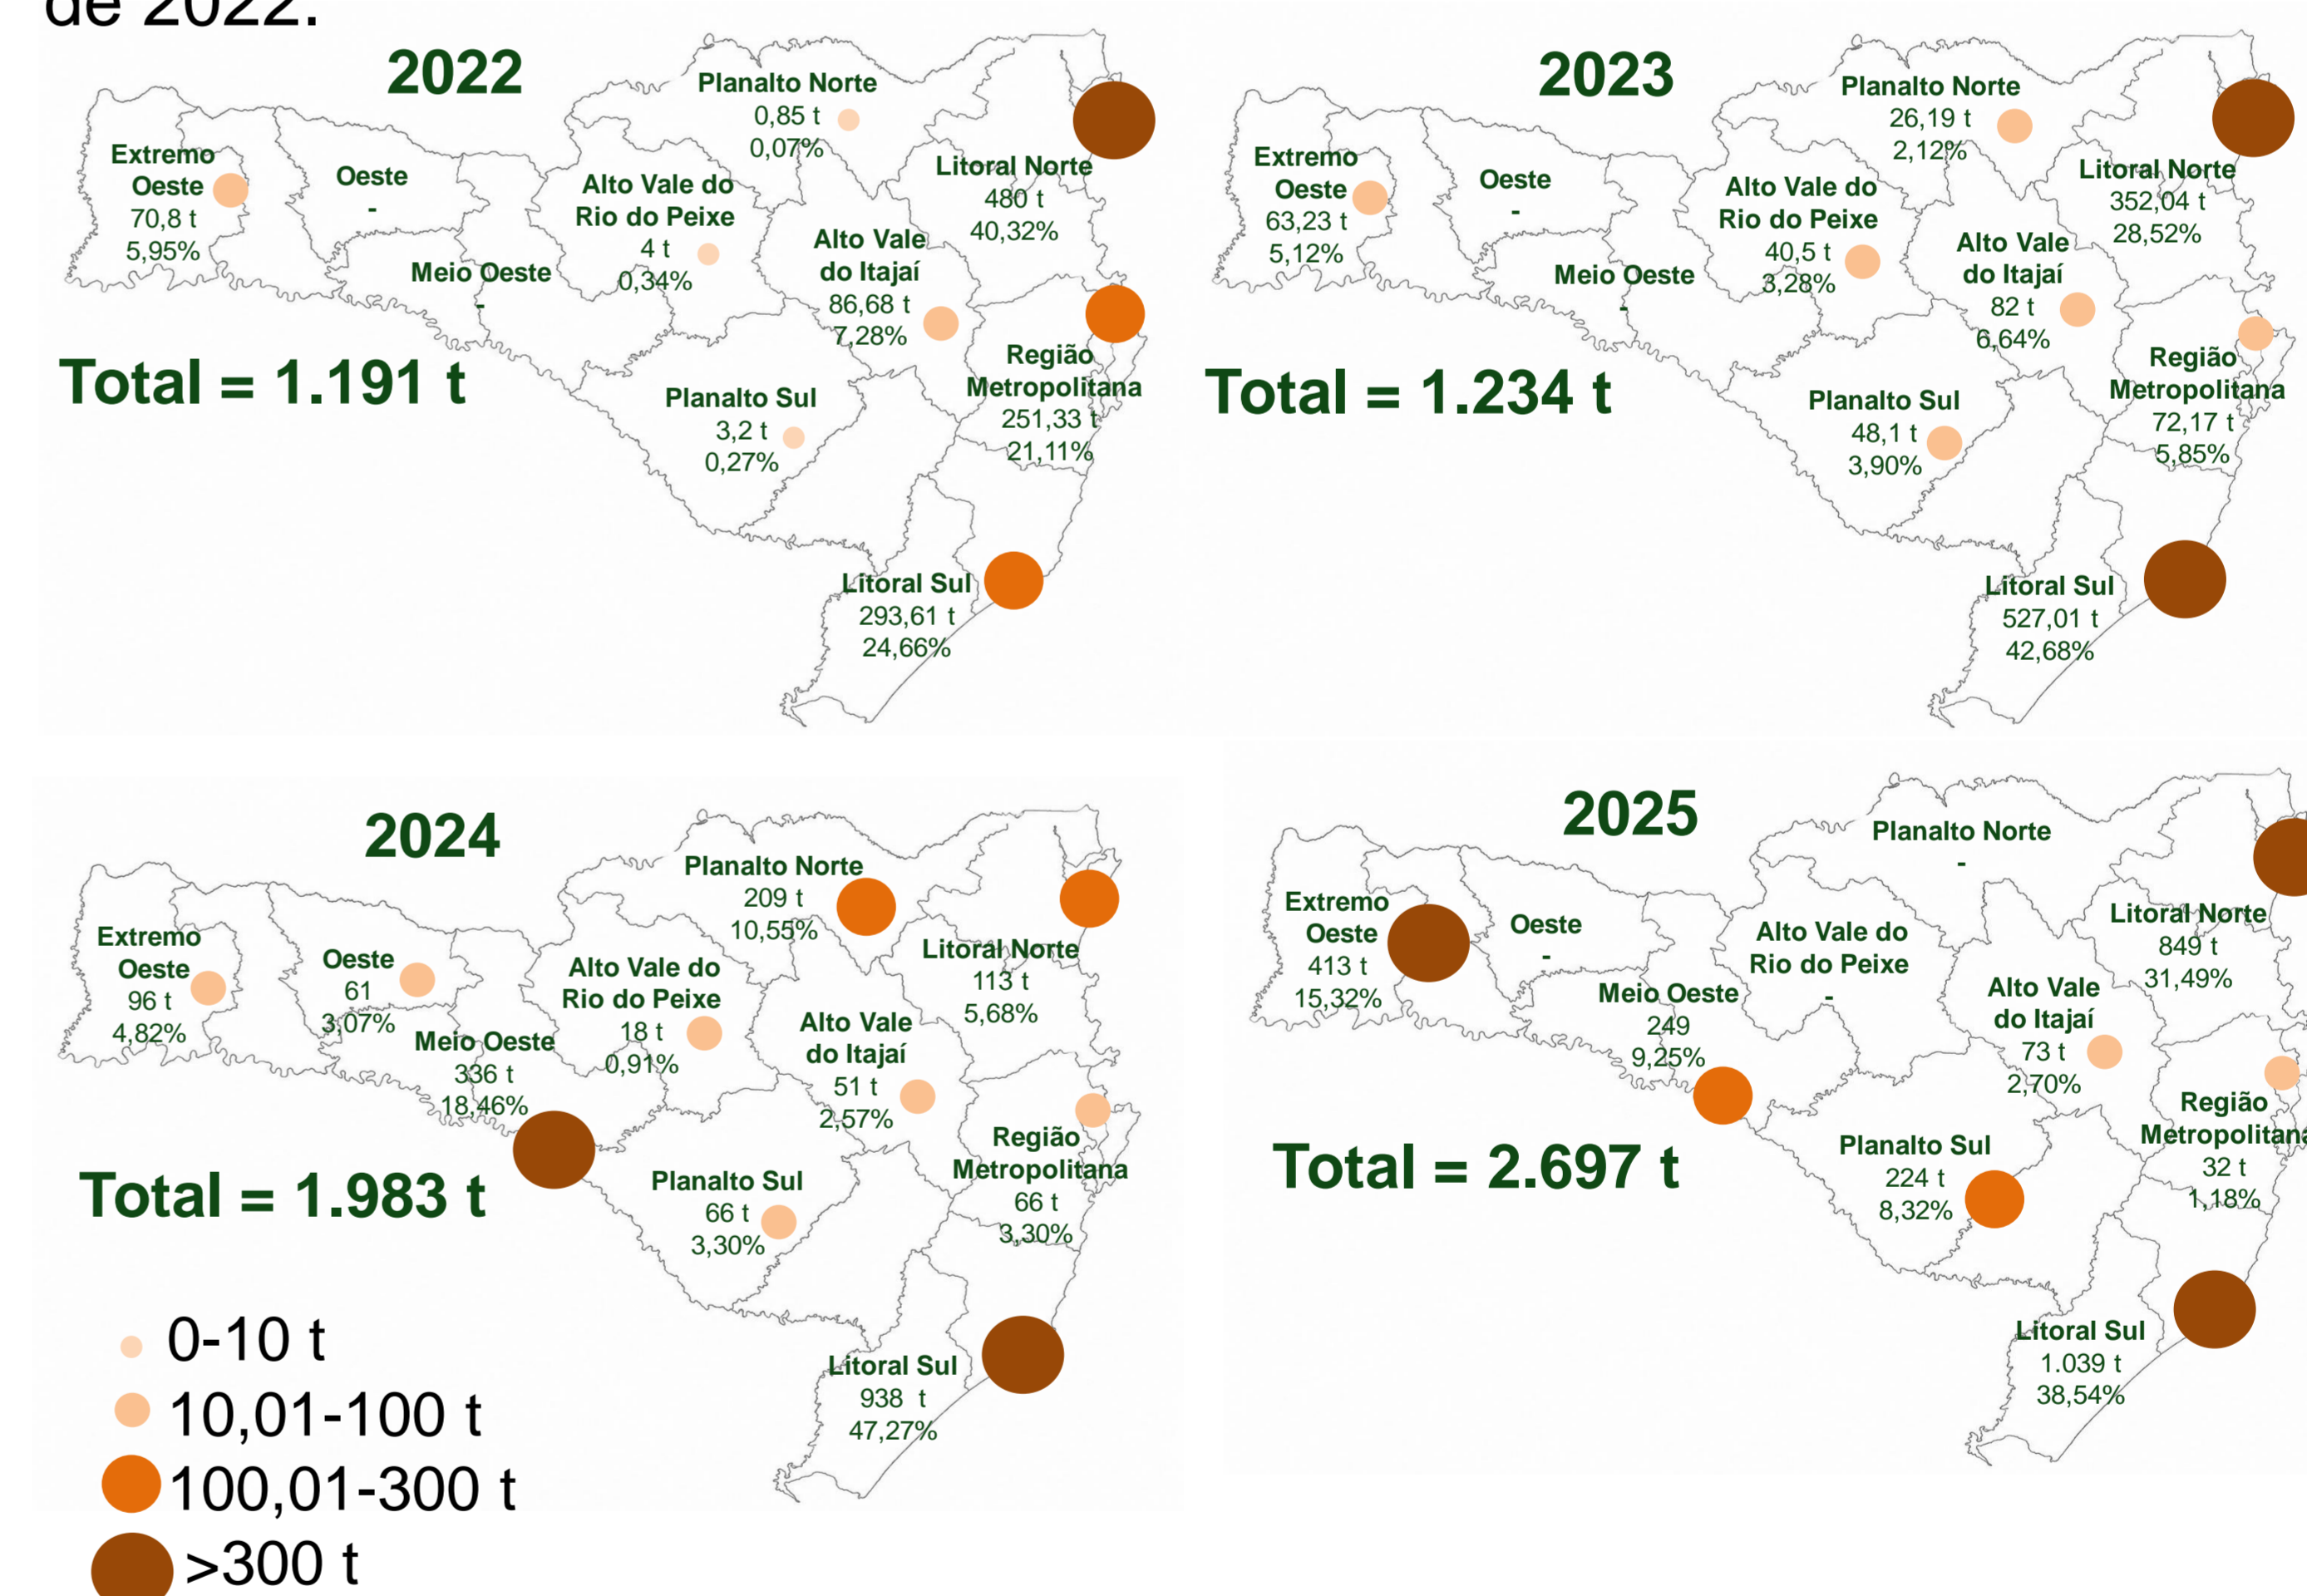 de 2022.
2022
Planalto Norte
0,85 t
0,07%
Extremo
Oeste
70,8 t
5,95%
Oeste
-
Alto Vale do
Rio do Peixe
4 t
0,34%
Litoral Norte
480 t
40,32%
Meio Oeste
-
Alto Vale
do Itajaí
86,68 t
7,28%
Total = 1.191 t
Região
Metropolitana
251,33 t
21,11%
Planalto Sul
3,2 t
0,27%
Litoral Sul
293,61 t
24,66%
2023
Planalto Norte
26,19 t
2,12%
Extremo
Oeste
63,23 t
5,12%
Oeste
-
Alto Vale do
Rio do Peixe
40,5 t
3,28%
Litoral Norte
352,04 t
28,52%
Meio Oeste
-
Alto Vale
do Itajaí
82 t
6,64%
Total = 1.234 t
Região
Metropolitana
72,17 t
5,85%
Planalto Sul
48,1 t
3,90%
Litoral Sul
527,01 t
42,68%
2024
Planalto Norte
209 t
10,55%
Extremo
Oeste
96 t
4,82%
Oeste
61
3,07%
Alto Vale do
Rio do Peixe
18 t
0,91%
Litoral Norte
113 t
5,68%
Meio Oeste
336 t
18,46%
Alto Vale
do Itajaí
51 t
2,57%
Total = 1.983 t
Região
Metropolitana
66 t
3,30%
Planalto Sul
66 t
3,30%
Litoral Sul
938 t
47,27%
2025
Planalto Norte
-
Extremo
Oeste
413 t
15,32%
Oeste
-
Alto Vale do
Rio do Peixe
-
Litoral Norte
849 t
31,49%
Meio Oeste
249
9,25%
Alto Vale
do Itajaí
73 t
2,70%
Total = 2.697 t
Região
Metropolitana
32 t
1,18%
Planalto Sul
224 t
8,32%
Litoral Sul
1.039 t
38,54%
0-10 t
10,01-100 t
100,01-300 t
>300 t